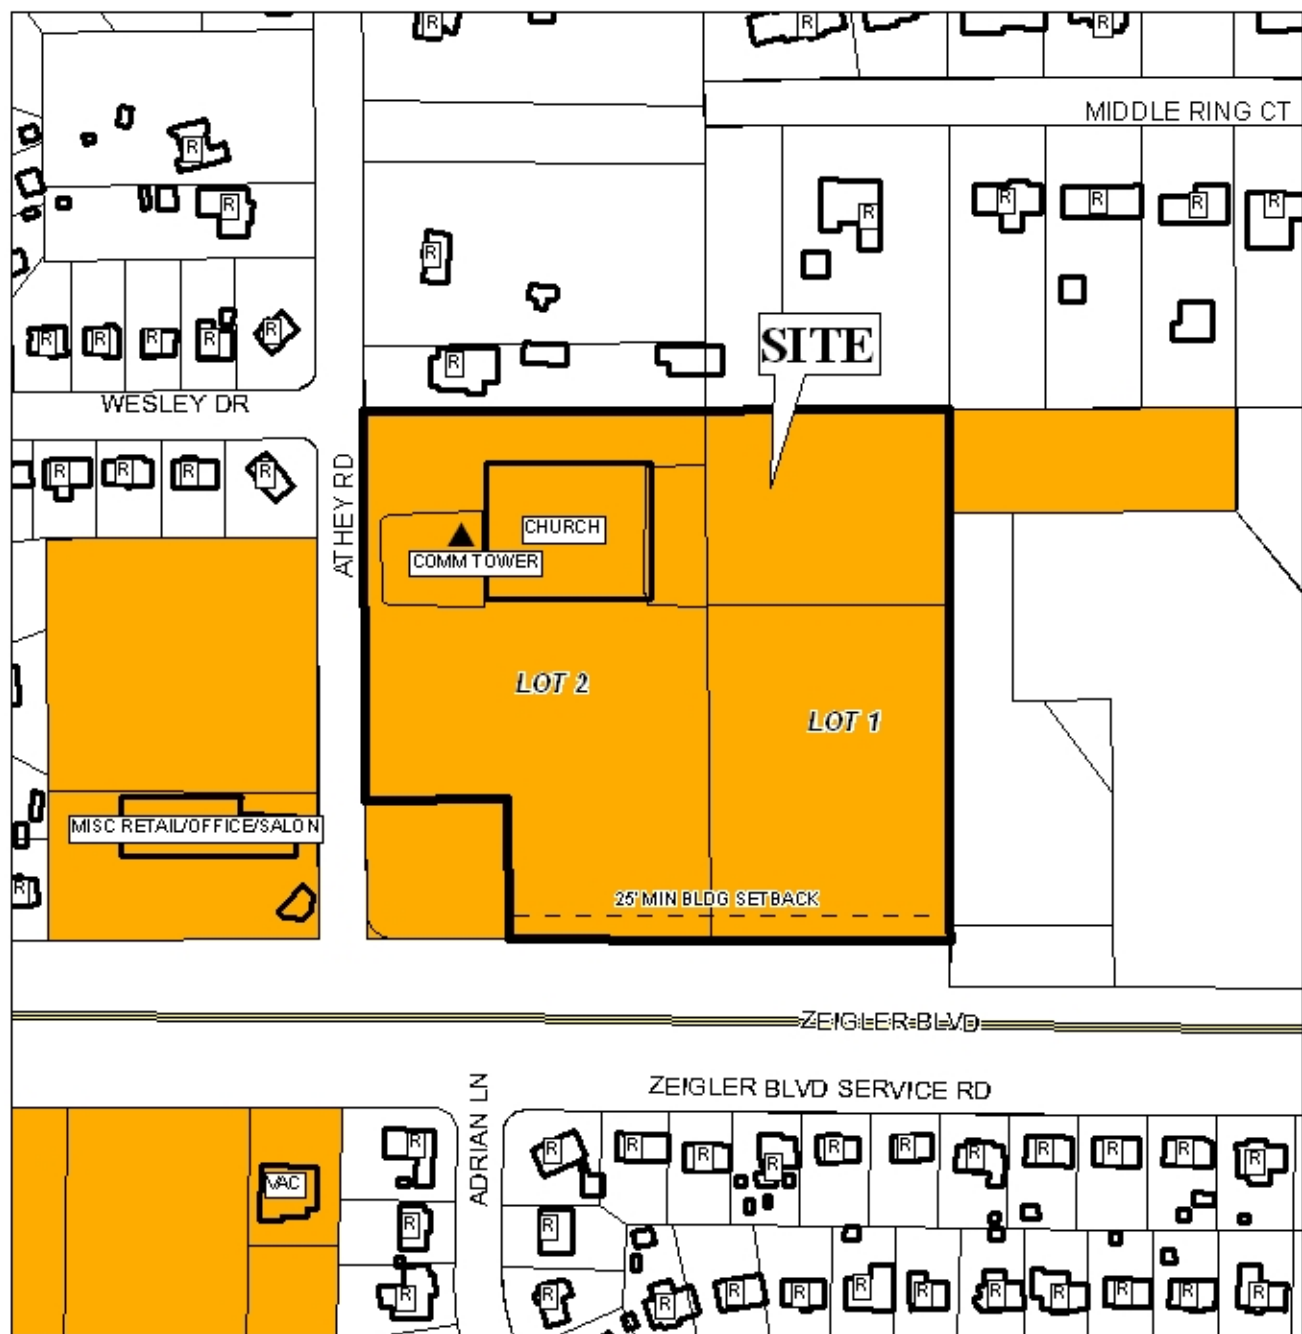 R R R
MIDDLE RING CT
R
R R R R R R
R
R R R R R
SITE
R
WESLEY DR
R R R R
ATHEY RD
CHURCH
COMM TOWER
LOT 2
LOT 1
MISC RETAIL/OFFICE/SALON
R
25' MIN BLDG SETBACK
ZEIGLER BLVD
ZEIGLER BLVD SERVICE RD
ADRIAN LN
R R R R R R R R R R R R
VAC
R R
R R R R R R R R R R R R